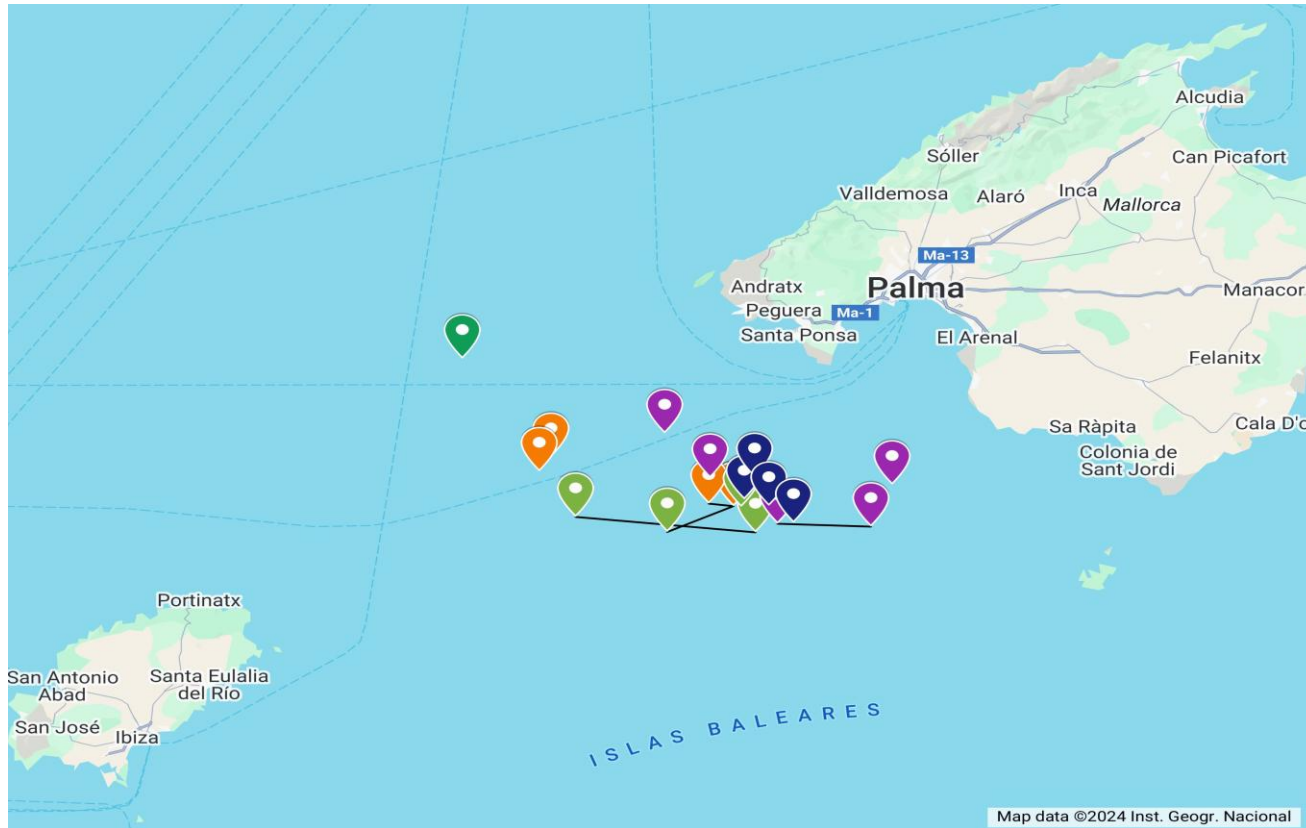 Alcudia
Sóller
Can Picafort
Valldemosa
Alaró
Inca
Mallorca
Ma-13
Andratx
Palma
Manacor
Peguera
Ma-1
Santa Ponsa
El Arenal
Felanitx
Sa Ràpita
Cala D'o
Colonia de
Sant Jordi
Portinatx
San Antonio
Abad
Santa Eulalia
del Río
San José
Ibiza
ISLAS BALEARES
Map data ©2024 Inst. Geogr. Nacional